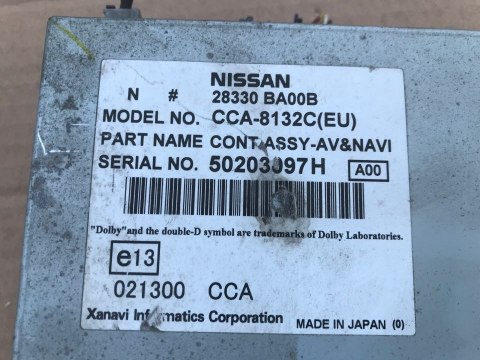 NISSAN
N # 28330 BA00B
MODEL NO. CCA-8132C(EU)
PART NAME CONT ASSY-AV&NAVI
SERIAL NO. 50203097H A00
"Dolby"and the double-D symbol are trademarks of Dolby Laboratories.
e13
021300 CCA
Xanavi Informatics Corporation MADE IN JAPAN (0)